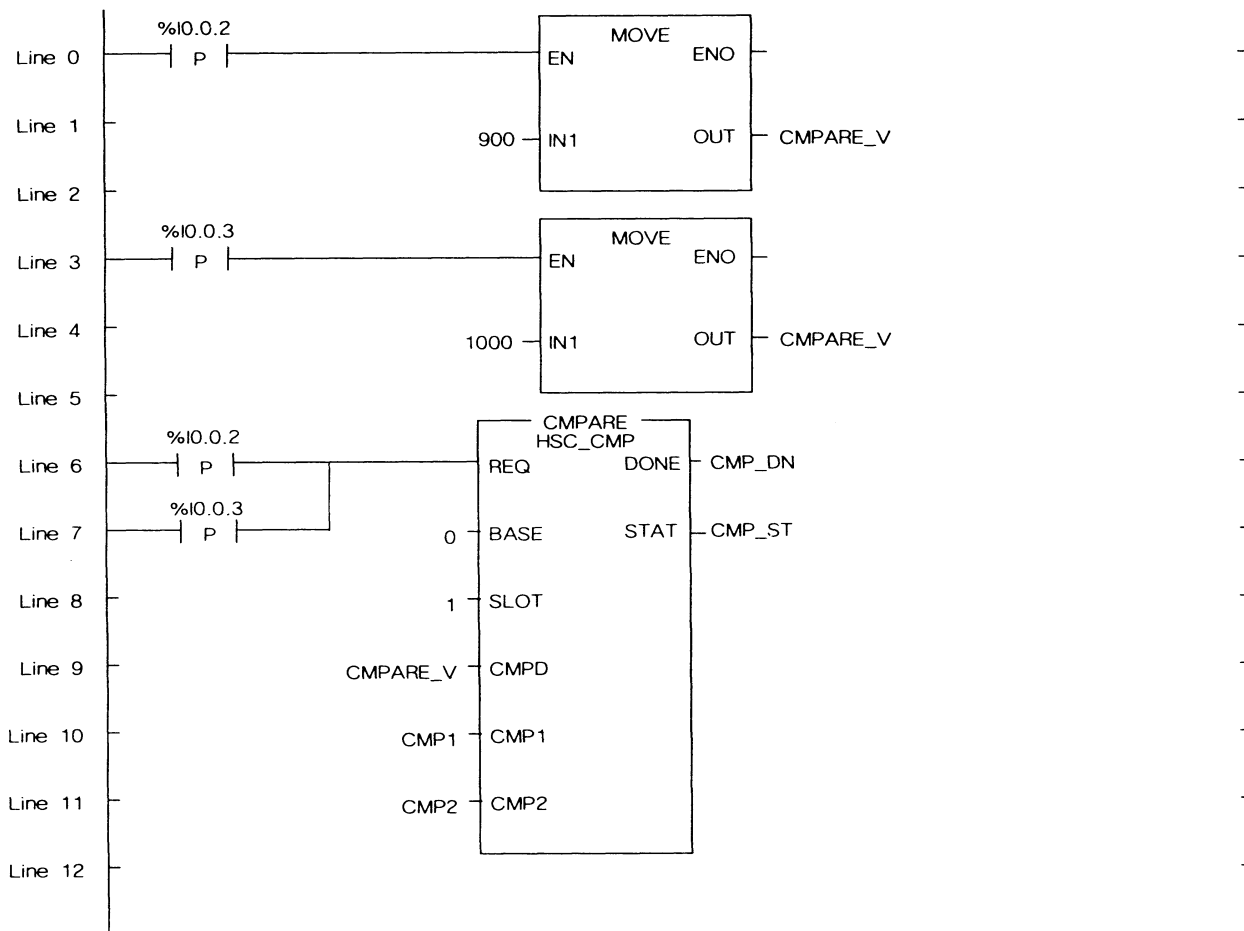 %I0.0.2
MOVE
Line 0
P
EN
ENO
Line 1
900
IN1
OUT
CMPARE_V
Line 2
%I0.0.3
MOVE
Line 3
P
EN
ENO
Line 4
1000
IN1
OUT
CMPARE_V
Line 5
CMPARE
%I0.0.2
HSC_CMP
Line 6
P
REQ
DONE
CMP_DN
%I0.0.3
Line 7
P
0
BASE
STAT
CMP_ST
Line 8
1
SLOT
Line 9
CMPARE_V
CMPD
Line 10
CMP1
CMP1
Line 11
CMP2
CMP2
Line 12